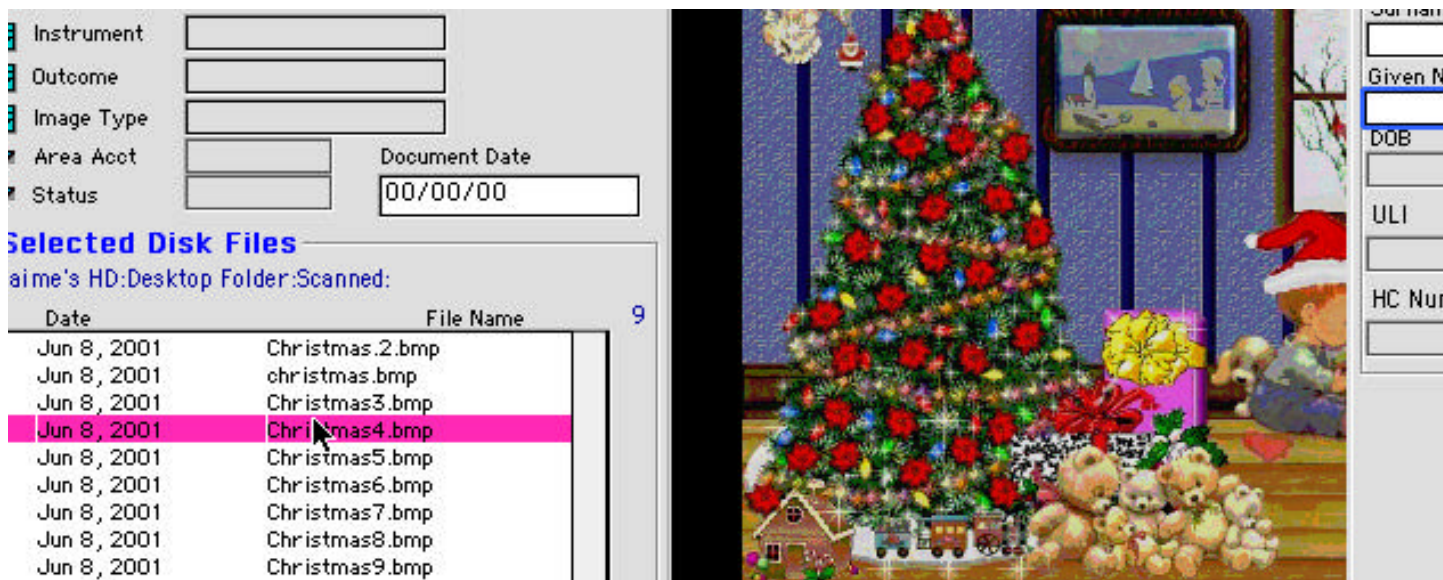 Instrument
Outcome
Image Type
Area Acct
Document Date
Status
00/00/00
Selected Disk Files
aime's HD:Desktop Folder:Scanned:
Date File Name 9
Jun 8, 2001 Christmas.2.bmp
Jun 8, 2001 christmas.bmp
Jun 8, 2001 Christmas3.bmp
Jun 8, 2001 Christmas4.bmp
Jun 8, 2001 Christmas5.bmp
Jun 8, 2001 Christmas6.bmp
Jun 8, 2001 Christmas7.bmp
Jun 8, 2001 Christmas8.bmp
Jun 8, 2001 Christmas9.bmp
Given N
DOB
ULI
HC Nu